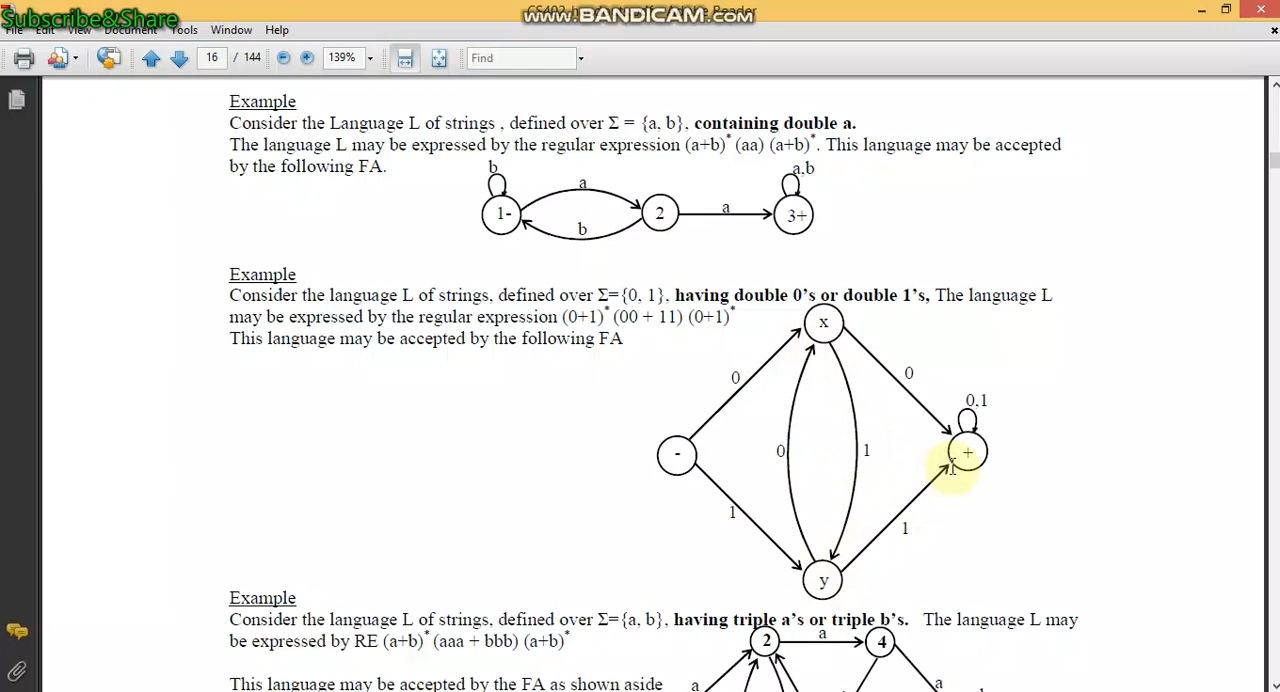 Subscribe&Share
www.BANDICAM.com
File Edit View Document Tools Window Help
16 / 144 139% Find
Example
Consider the Language L of strings , defined over Σ = {a, b}, containing double a.
The language L may be expressed by the regular expression (a+b)* (aa) (a+b)*. This language may be accepted
by the following FA.
b a a,b
1- 2 a 3+
b
Example
Consider the language L of strings, defined over Σ={0, 1}, having double 0's or double 1's, The language L
may be expressed by the regular expression (0+1)* (00 + 11) (0+1)*
This language may be accepted by the following FA
x
0 0
0,1
- 0 1 +
1 1
y
Example
Consider the language L of strings, defined over Σ={a, b}, having triple a's or triple b's. The language L may
be expressed by RE (a+b)* (aaa + bbb) (a+b)*
2 a 4
This language may be accepted by the FA as shown aside
a a